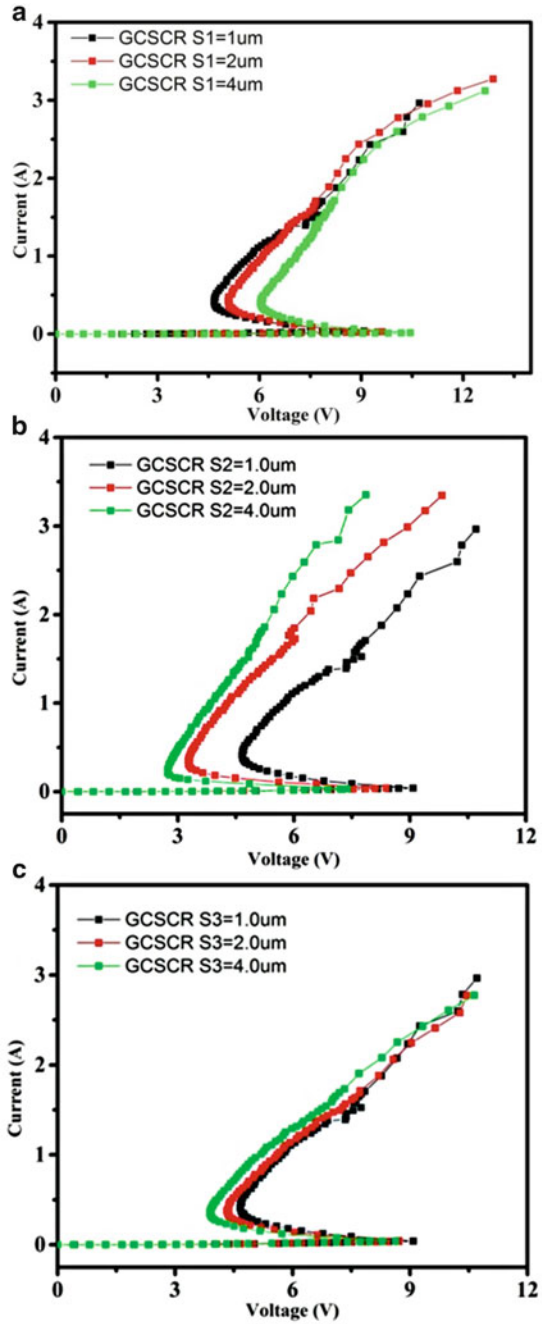 a
4
GCSCR S1=1um
GCSCR S1=2um
GCSCR S1=4um
3
2
1
0
Current (A)
0 3 6 9 12
Voltage (V)
b
4
GCSCR S2=1.0um
GCSCR S2=2.0um
GCSCR S2=4.0um
3
2
1
0
Current (A)
0 3 6 9 12
Voltage (V)
c
4
GCSCR S3=1.0um
GCSCR S3=2.0um
GCSCR S3=4.0um
3
2
1
0
Current (A)
0 3 6 9 12
Voltage (V)